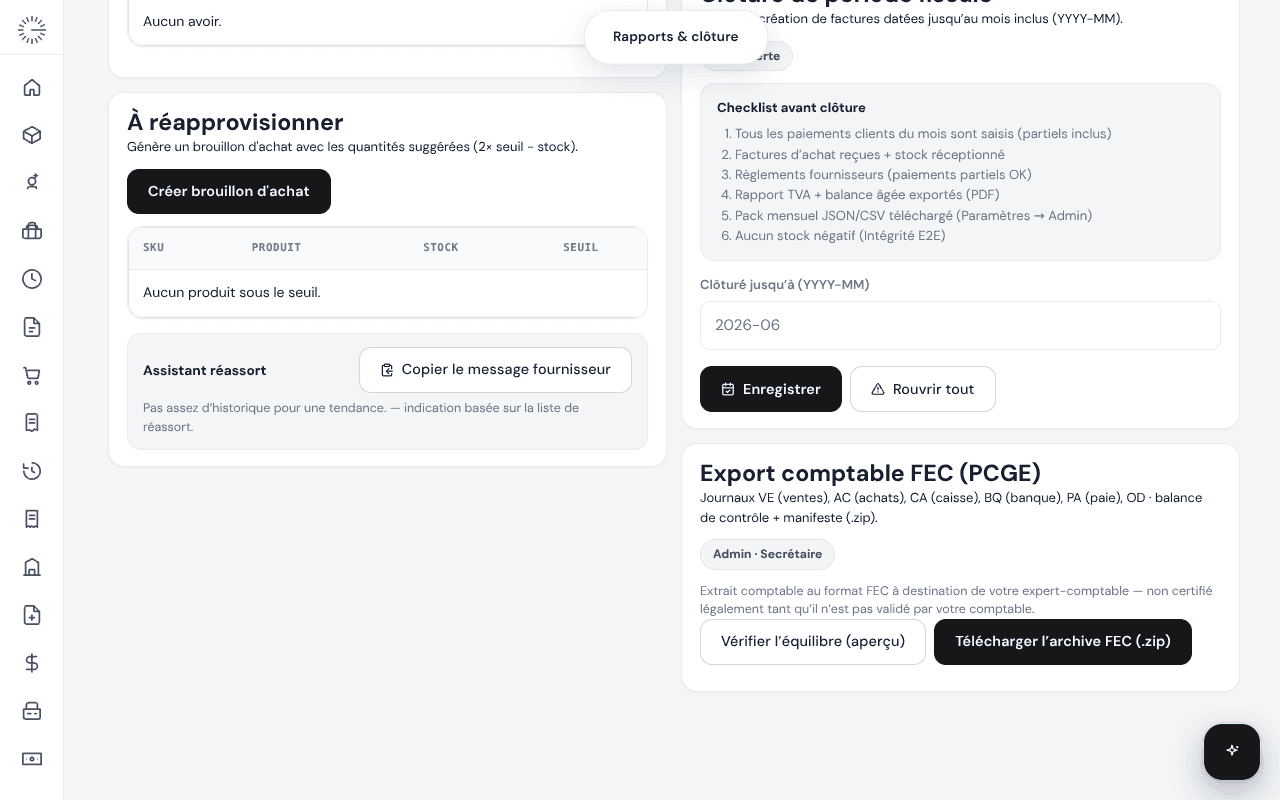 Aucun avoir.
À réapprovisionner
Génère un brouillon d'achat avec les quantités suggérées (2× seuil − stock).
Créer brouillon d'achat
SKU PRODUIT STOCK SEUIL
Aucun produit sous le seuil.
Assistant réassort
Copier le message fournisseur
Pas assez d'historique pour une tendance. — indication basée sur la liste de
réassort.
Rapports & clôture
création de factures datées jusqu’au mois inclus (YYYY-MM).
Checklist avant clôture
1. Tous les paiements clients du mois sont saisis (partiels inclus)
2. Factures d’achat reçues + stock réceptionné
3. Règlements fournisseurs (paiements partiels OK)
4. Rapport TVA + balance âgée exportés (PDF)
5. Pack mensuel JSON/CSV téléchargé (Paramètres → Admin)
6. Aucun stock négatif (Intégrité E2E)
Clôturé jusqu’à (YYYY-MM)
2026-06
Enregistrer
Rouvrir tout
Export comptable FEC (PCGE)
Journaux VE (ventes), AC (achats), CA (caisse), BQ (banque), PA (paie), OD · balance
de contrôle + manifeste (.zip).
Admin · Secrétaire
Extrait comptable au format FEC à destination de votre expert-comptable — non certifié
légalement tant qu’il n’est pas validé par votre comptable.
Vérifier l’équilibre (aperçu)
Télécharger l’archive FEC (.zip)